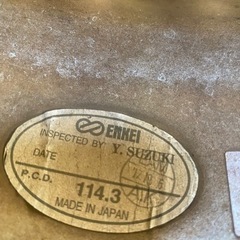 ENKEI
INSPECTED BY Y. SUZUKI
DATE
P.C.D. 114.3
MADE IN JAPAN